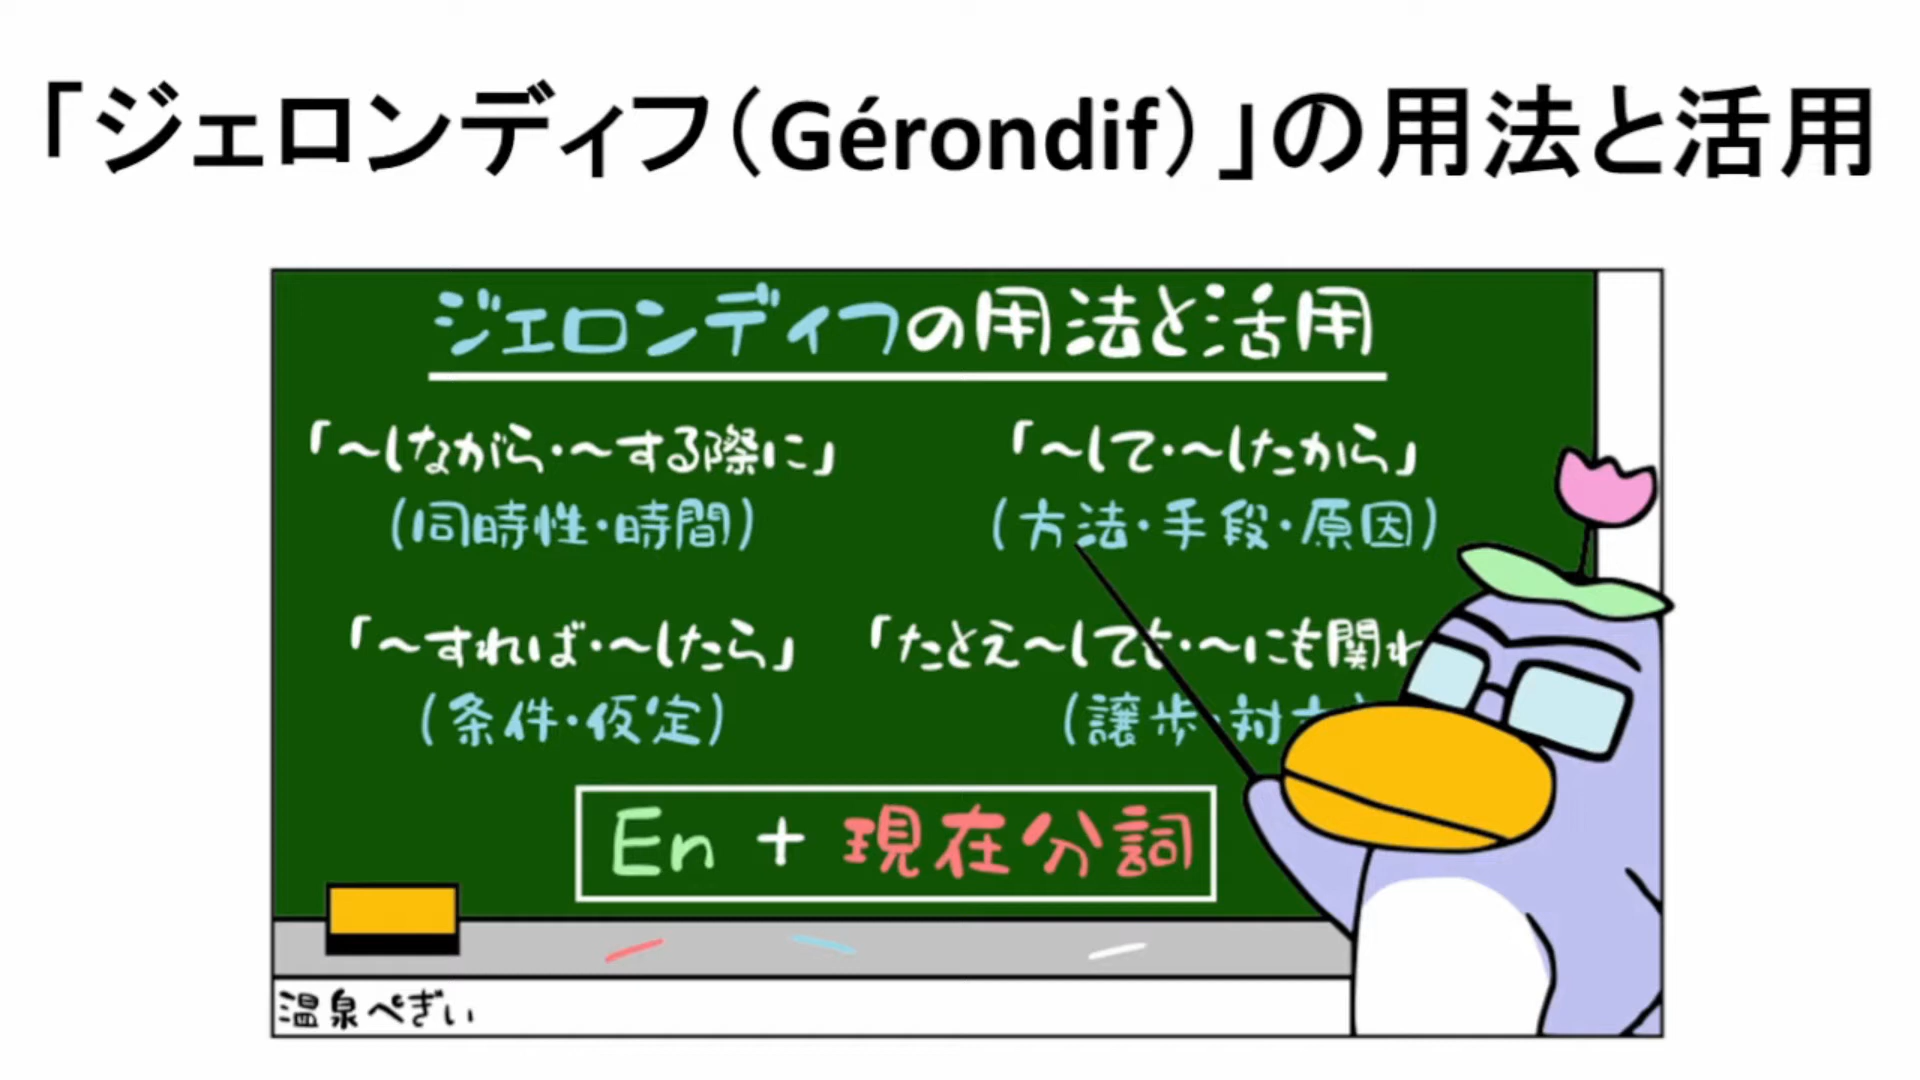 「ジェロンディフ（Gérondif）」の用法と活用
ジェロンディフの用法と活用
「～しながら・～する際に」
（同時性・時間）
「～して・～したから」
（方法・手段・原因）
「～すれば・～したら」
（条件・仮定）
「たとえ～しても・～にも関わ
（譲歩・対
En + 現在分詞
温泉ぺぎぃ